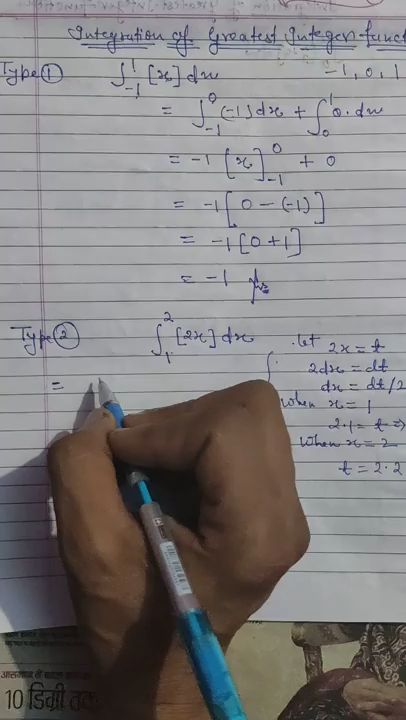 Integration of Greatest Integer funct
Type ① ∫₋₁¹ [x] dx -1, 0, 1
= ∫₋₁⁰ (-1) dx + ∫₀¹ 0. dx
= -1 [x]₋₁⁰ + 0
= -1 [0 - (-1)]
= -1 [0+1]
= -1 Ans
Type ② ∫₁² [2x] dx
let 2x = t
2dx = dt
dx = dt/2
when x = 1
2.1 = t ⇒
when x = 2
t = 2.2
=
10 डिग्री तक